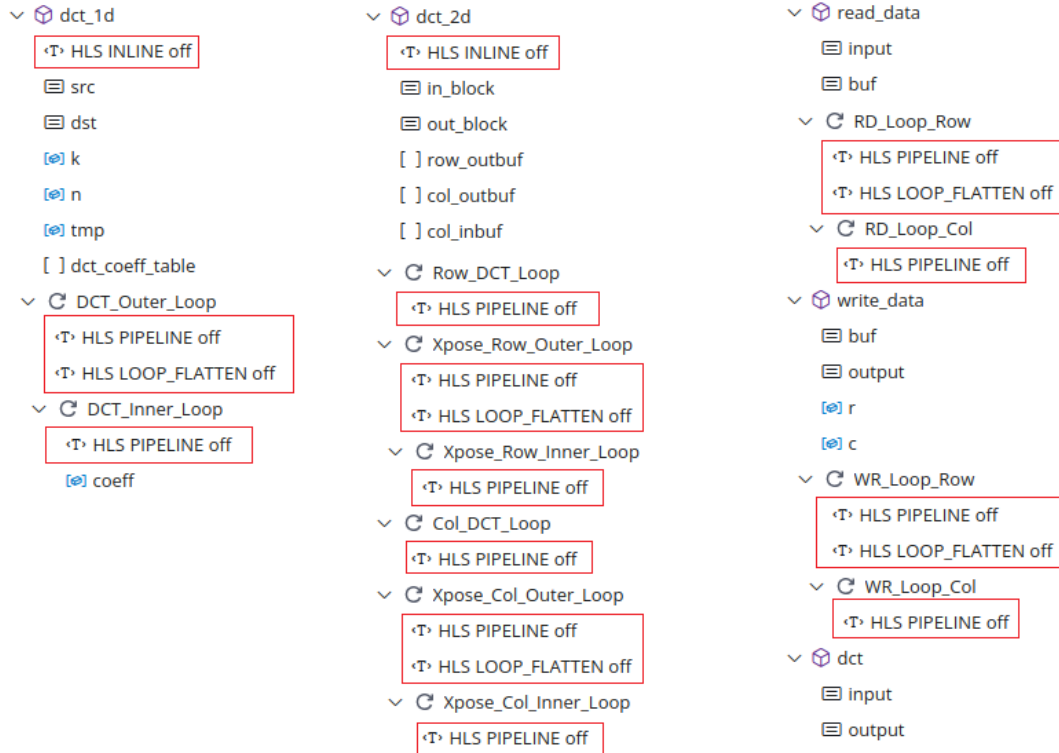 dct_1d
HLS INLINE off
src
dst
k
n
tmp
[ ] dct_coeff_table
DCT_Outer_Loop
HLS PIPELINE off
HLS LOOP_FLATTEN off
DCT_Inner_Loop
HLS PIPELINE off
coeff
dct_2d
HLS INLINE off
in_block
out_block
[ ] row_outbuf
[ ] col_outbuf
[ ] col_inbuf
Row_DCT_Loop
HLS PIPELINE off
Xpose_Row_Outer_Loop
HLS PIPELINE off
HLS LOOP_FLATTEN off
Xpose_Row_Inner_Loop
HLS PIPELINE off
Col_DCT_Loop
HLS PIPELINE off
Xpose_Col_Outer_Loop
HLS PIPELINE off
HLS LOOP_FLATTEN off
Xpose_Col_Inner_Loop
HLS PIPELINE off
read_data
input
buf
RD_Loop_Row
HLS PIPELINE off
HLS LOOP_FLATTEN off
RD_Loop_Col
HLS PIPELINE off
write_data
buf
output
r
c
WR_Loop_Row
HLS PIPELINE off
HLS LOOP_FLATTEN off
WR_Loop_Col
HLS PIPELINE off
dct
input
output